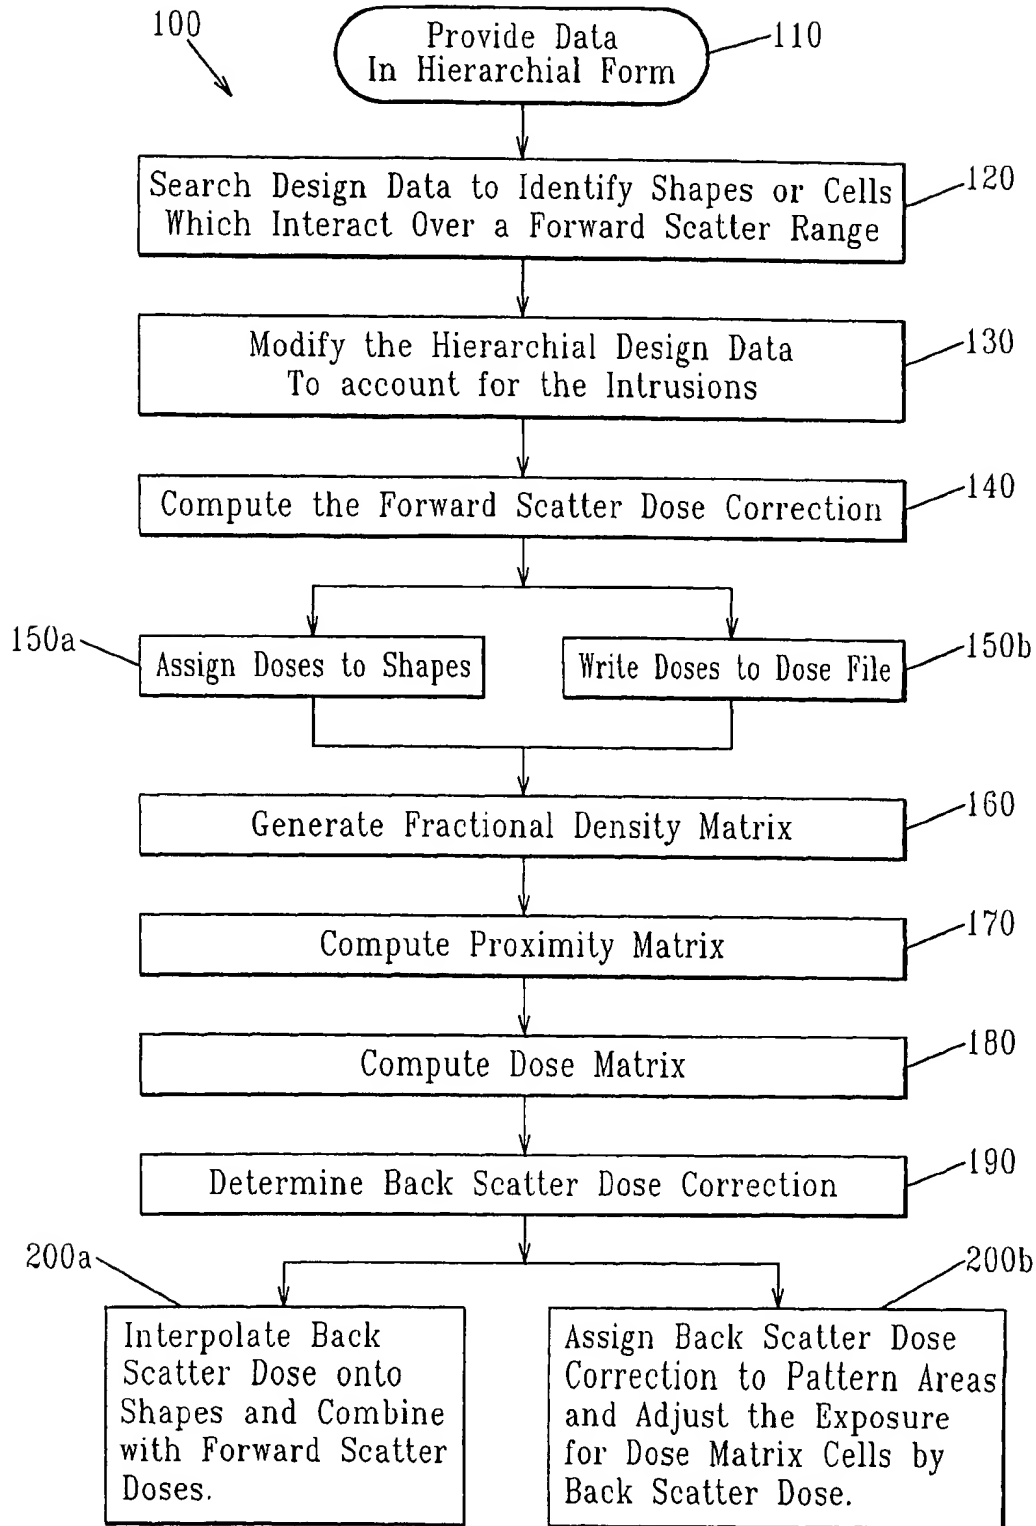 100
Provide Data
In Hierarchial Form
110
Search Design Data to Identify Shapes or Cells
Which Interact Over a Forward Scatter Range
120
Modify the Hierarchial Design Data
To account for the Intrusions
130
Compute the Forward Scatter Dose Correction
140
150a
Assign Doses to Shapes
Write Doses to Dose File
150b
Generate Fractional Density Matrix
160
Compute Proximity Matrix
170
Compute Dose Matrix
180
Determine Back Scatter Dose Correction
190
200a
Interpolate Back
Scatter Dose onto
Shapes and Combine
with Forward Scatter
Doses.
200b
Assign Back Scatter Dose
Correction to Pattern Areas
and Adjust the Exposure
for Dose Matrix Cells by
Back Scatter Dose.